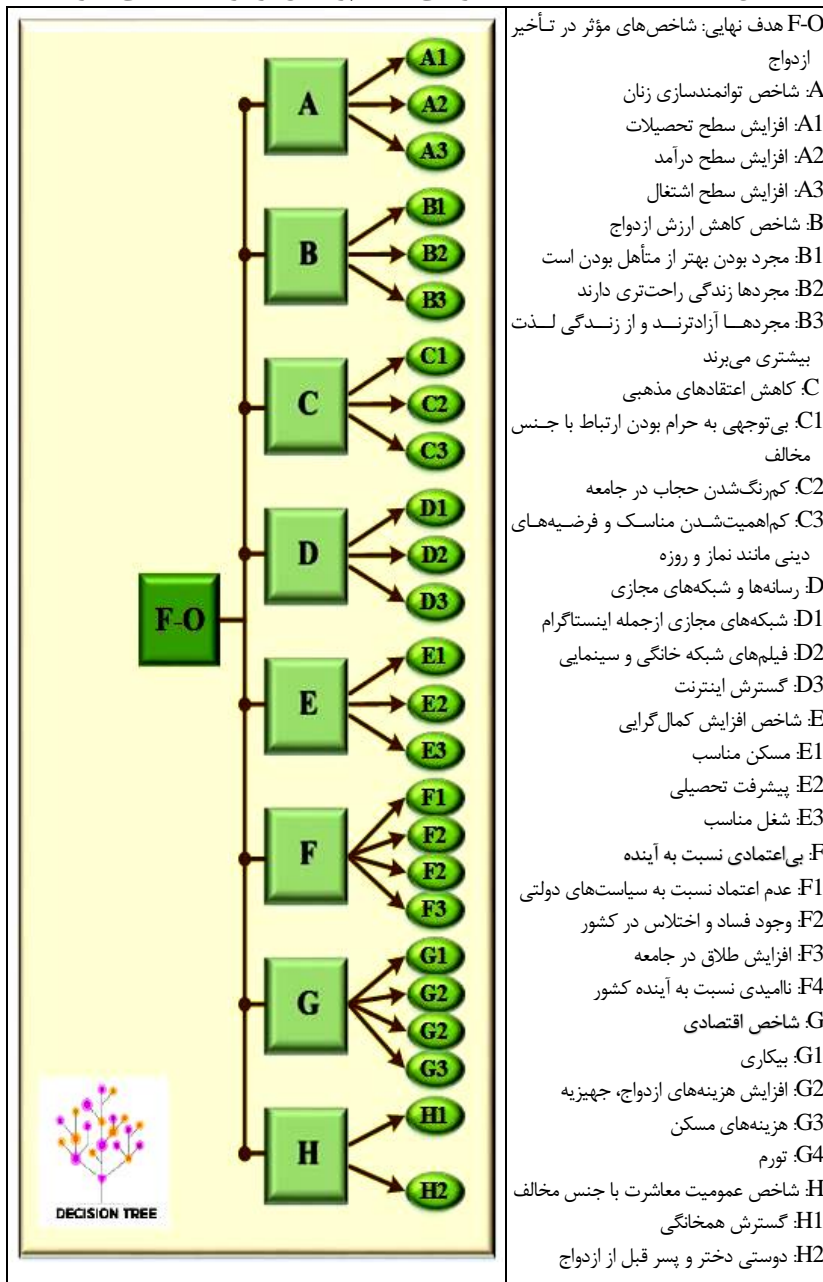 F-O
A
A1
A2
A3
B
B1
B2
B3
C
C1
C2
C3
D
D1
D2
D3
E
E1
E2
E3
F
F1
F2
F2
F3
G
G1
G2
G2
G3
H
H1
H2
DECISION TREE
F-O هدف نهایی: شاخص‌های مؤثر در تـأخیر
ازدواج
A: شاخص توانمندسازی زنان
A1: افزایش سطح تحصیلات
A2: افزایش سطح درآمد
A3: افزایش سطح اشتغال
B: شاخص کاهش ارزش ازدواج
B1: مجرد بودن بهتر از متأهل بودن است
B2: مجردها زندگی راحت‌تری دارند
B3: مجردهــا آزادترنــد و از زنــدگی لــذت
بیشتری می‌برند
C: کاهش اعتقادهای مذهبی
C1: بی‌توجهی به حرام بودن ارتباط با جـنس
مخالف
C2: کم‌رنگ‌شدن حجاب در جامعه
C3: کم‌اهمیت‌شـدن مناسـک و فرضـیه‌هـای
دینی مانند نماز و روزه
D: رسانه‌ها و شبکه‌های مجازی
D1: شبکه‌های مجازی ازجمله اینستاگرام
D2: فیلم‌های شبکه خانگی و سینمایی
D3: گسترش اینترنت
E: شاخص افزایش کمال‌گرایی
E1: مسکن مناسب
E2: پیشرفت تحصیلی
E3: شغل مناسب
F: بی‌اعتمادی نسبت به آینده
F1: عدم اعتماد نسبت به سیاست‌های دولتی
F2: وجود فساد و اختلاس در کشور
F3: افزایش طلاق در جامعه
F4: ناامیدی نسبت به آینده کشور
G: شاخص اقتصادی
G1: بیکاری
G2: افزایش هزینه‌های ازدواج، جهیزیه
G3: هزینه‌های مسکن
G4: تورم
H: شاخص عمومیت معاشرت با جنس مخالف
H1: گسترش همخانگی
H2: دوستی دختر و پسر قبل از ازدواج